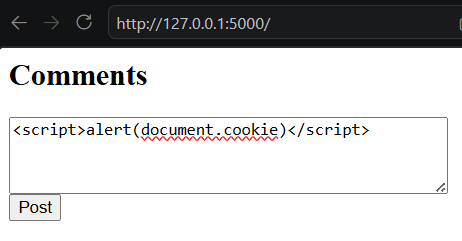 http://127.0.0.1:5000/
Comments
<script>alert(document.cookie)</script>
Post